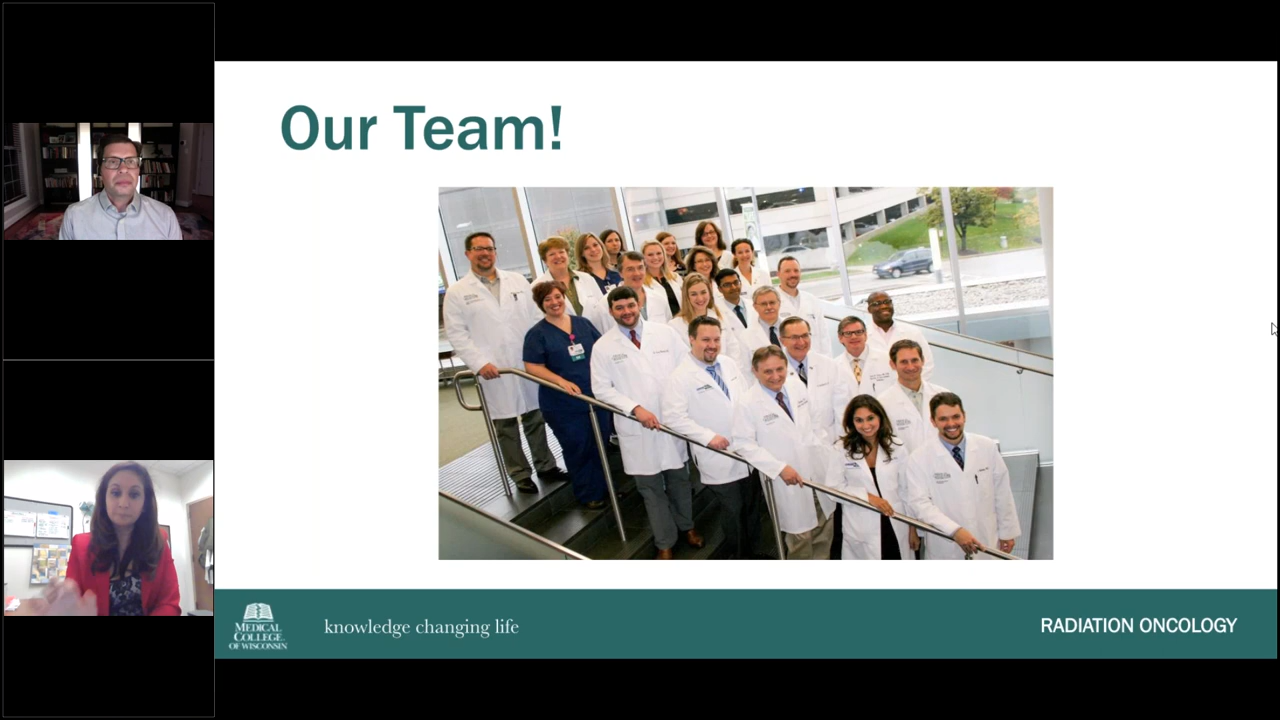 Our Team!
MEDICAL
COLLEGE
OF WISCONSIN
knowledge changing life
RADIATION ONCOLOGY